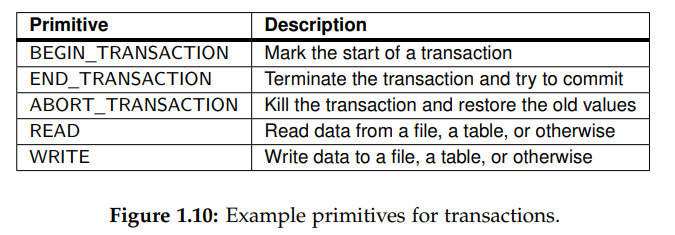 Primitive Description
BEGIN_TRANSACTION Mark the start of a transaction
END_TRANSACTION Terminate the transaction and try to commit
ABORT_TRANSACTION Kill the transaction and restore the old values
READ Read data from a file, a table, or otherwise
WRITE Write data to a file, a table, or otherwise
Figure 1.10: Example primitives for transactions.